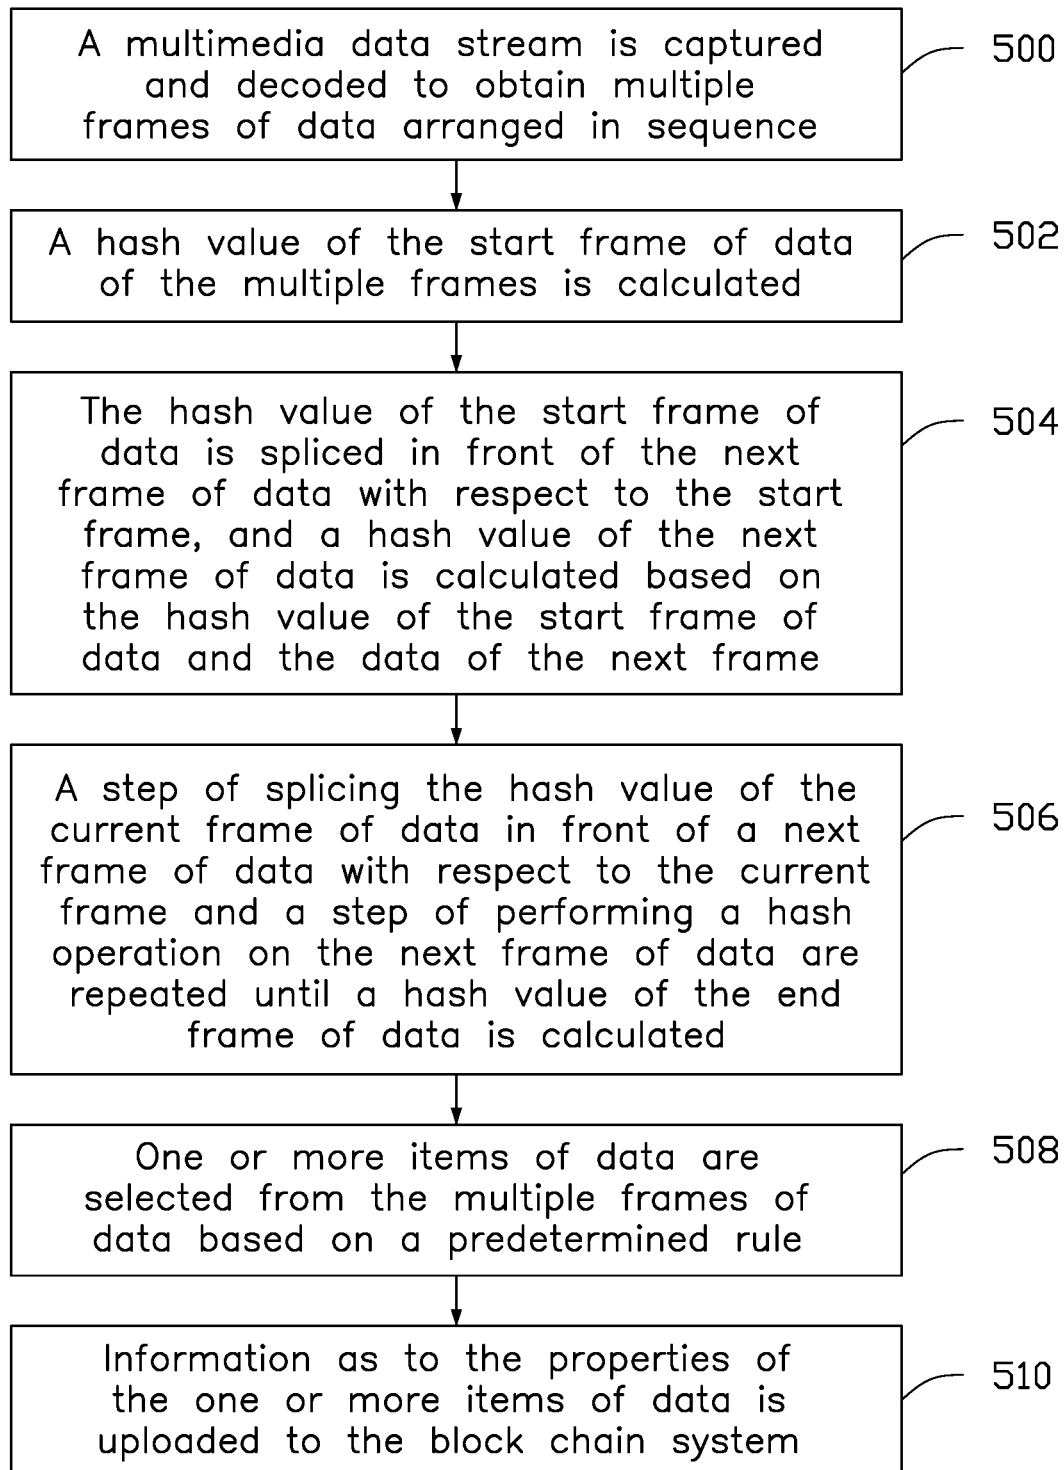 A multimedia data stream is captured
and decoded to obtain multiple
frames of data arranged in sequence
500
A hash value of the start frame of data
of the multiple frames is calculated
502
The hash value of the start frame of
data is spliced in front of the next
frame of data with respect to the start
frame, and a hash value of the next
frame of data is calculated based on
the hash value of the start frame of
data and the data of the next frame
504
A step of splicing the hash value of the
current frame of data in front of a next
frame of data with respect to the current
frame and a step of performing a hash
operation on the next frame of data are
repeated until a hash value of the end
frame of data is calculated
506
One or more items of data are
selected from the multiple frames of
data based on a predetermined rule
508
Information as to the properties of
the one or more items of data is
uploaded to the block chain system
510